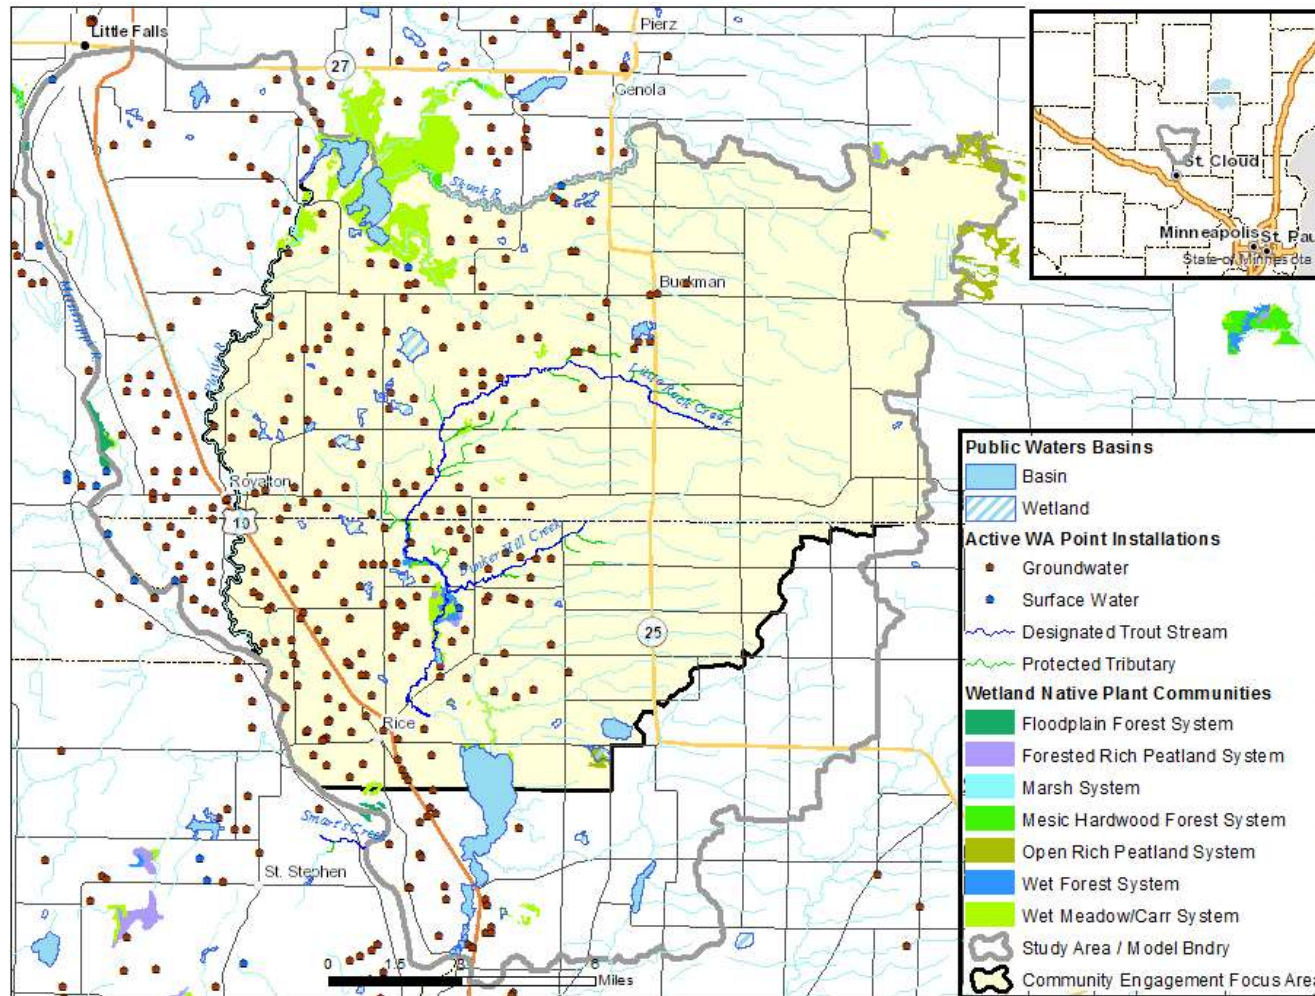 Little Falls
Pierz
27
Genola
Skunk R
Buckman
Mississippi R
Platte R
Little Rock Creek
Royalton
10
Bunker Hill Creek
25
Rice
Smart's Creek
St. Stephen
0 1.5 3 6
Miles
St. Cloud
Minneapolis
St. Pau
State of Minnesota
Public Waters Basins
Basin
Wetland
Active WA Point Installations
Groundwater
Surface Water
Designated Trout Stream
Protected Tributary
Wetland Native Plant Communities
Floodplain Forest System
Forested Rich Peatland System
Marsh System
Mesic Hardwood Forest System
Open Rich Peatland System
Wet Forest System
Wet Meadow/Carr System
Study Area / Model Bndry
Community Engagement Focus Area